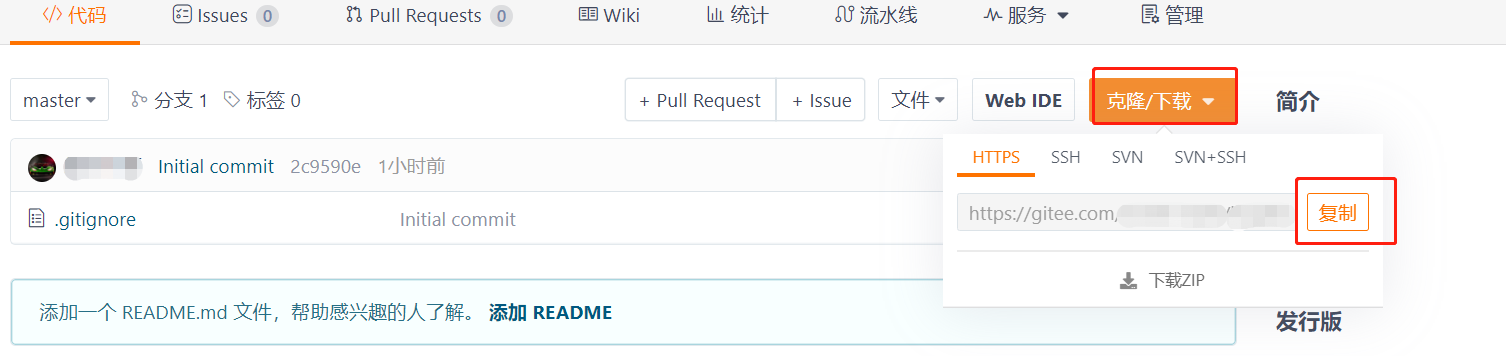 代码 Issues 0 Pull Requests 0 Wiki 统计 流水线 服务 管理
master 分支 1 标签 0 + Pull Request + Issue 文件 Web IDE 克隆/下载 简介
Initial commit 2c9590e 1小时前
HTTPS SSH SVN SVN+SSH
.gitignore Initial commit
https://gitee.com/ 复制
下载ZIP
添加一个 README.md 文件，帮助感兴趣的人了解。 添加 README
发行版